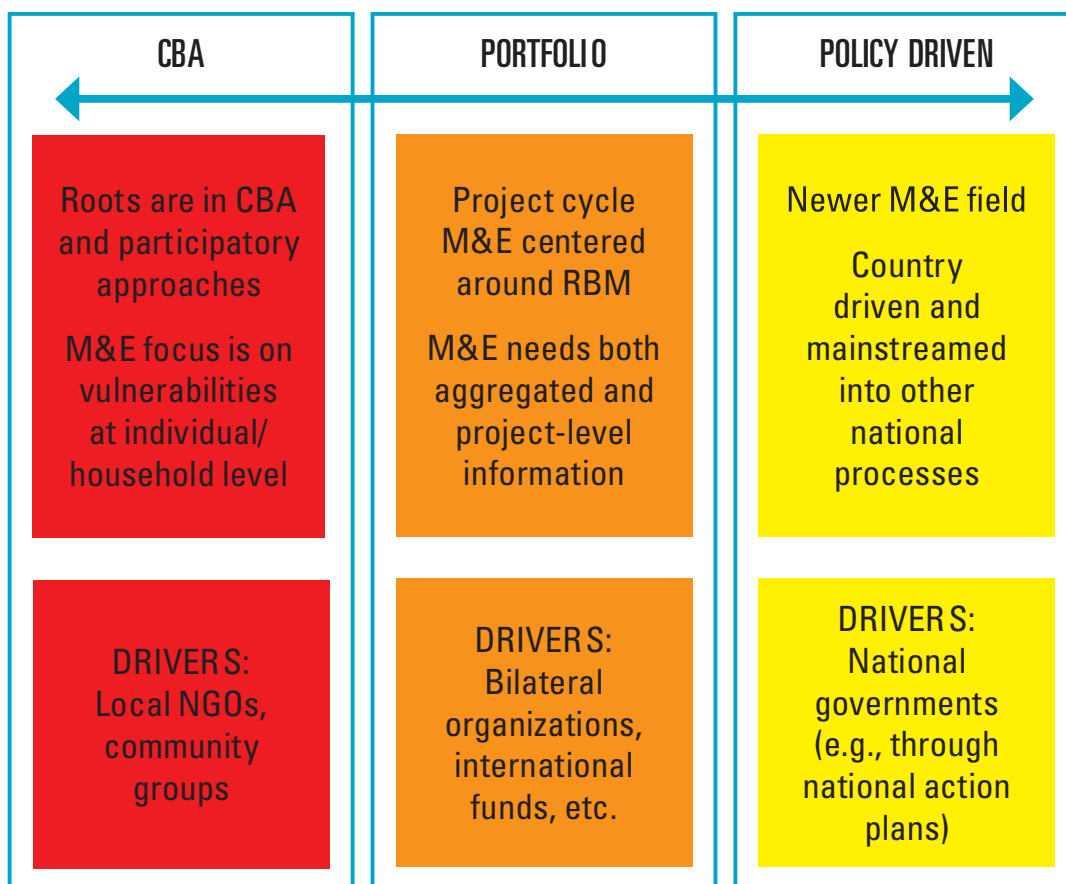 CBA
Roots are in CBA
and participatory
approaches
M&E focus is on
vulnerabilities
at individual/
household level
DRIVERS:
Local NGOs,
community
groups
PORTFOLIO
Project cycle
M&E centered
around RBM
M&E needs both
aggregated and
project-level
information
DRIVERS:
Bilateral
organizations,
international
funds, etc.
POLICY DRIVEN
Newer M&E field
Country
driven and
mainstreamed
into other
national
processes
DRIVERS:
National
governments
(e.g., through
national action
plans)